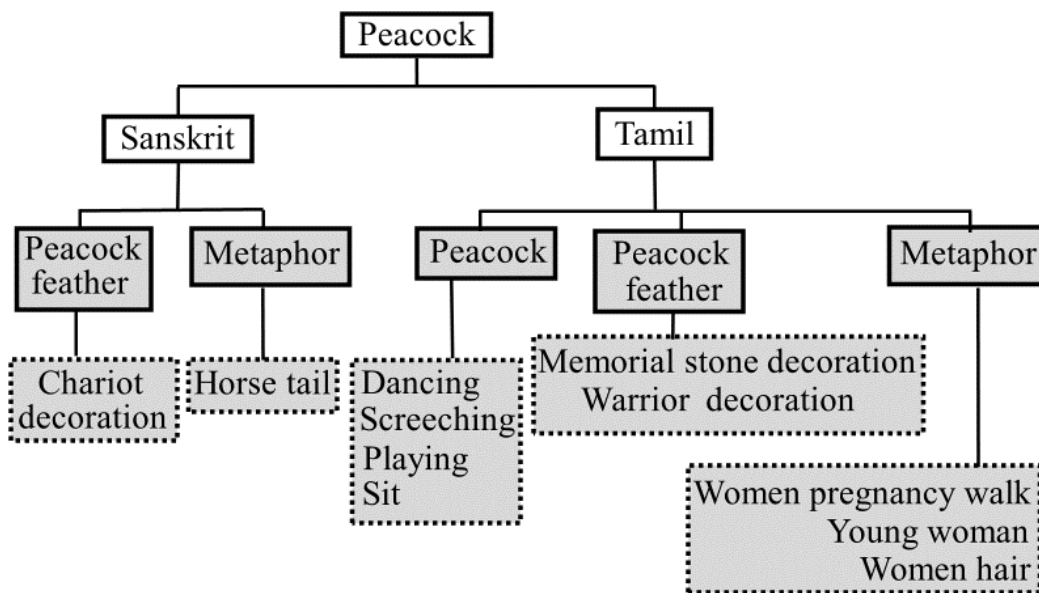 Peacock
Sanskrit
Tamil
Peacock
feather
Metaphor
Peacock
Peacock
feather
Metaphor
Chariot
decoration
Horse tail
Dancing
Screeching
Playing
Sit
Memorial stone decoration
Warrior decoration
Women pregnancy walk
Young woman
Women hair